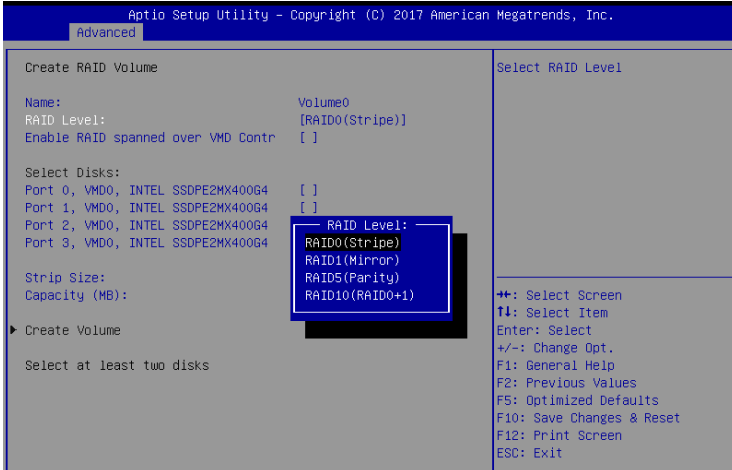 Aptio Setup Utility – Copyright (C) 2017 American Megatrends, Inc.
Advanced
Create RAID Volume
Name: Volume0
RAID Level: [RAID0(Stripe)]
Enable RAID spanned over VMD Contr [ ]
Select Disks:
Port 0, VMD0, INTEL SSDPE2MX400G4 [ ]
Port 1, VMD0, INTEL SSDPE2MX400G4 [ ]
Port 2, VMD0, INTEL SSDPE2MX400G4
Port 3, VMD0, INTEL SSDPE2MX400G4
Strip Size:
Capacity (MB):
Create Volume
Select at least two disks
RAID Level:
RAID0(Stripe)
RAID1(Mirror)
RAID5(Parity)
RAID10(RAID0+1)
Select RAID Level
→←: Select Screen
↑↓: Select Item
Enter: Select
+/-: Change Opt.
F1: General Help
F2: Previous Values
F5: Optimized Defaults
F10: Save Changes & Reset
F12: Print Screen
ESC: Exit